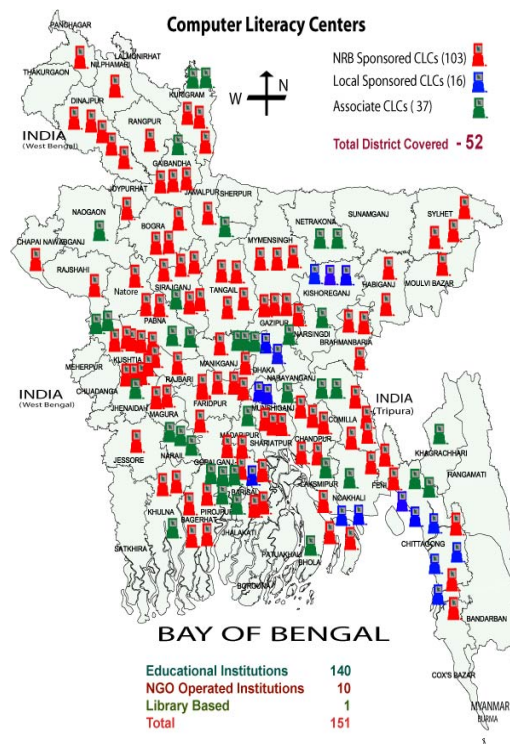 Computer Literacy Centers
NRB Sponsored CLCs (103)
Local Sponsored CLCs (16)
Associate CLCs ( 37)
Total District Covered - 52
N
W
PANCHAGAR
THAKURGAON
NILPHAMARI
LALMONIRHAT
KURIGRAM
DINAJPUR
RANGPUR
INDIA
(West Bengal)
GAIBANDHA
JOYPURHAT
JAMALPUR
SHERPUR
NAOGAON
BOGRA
MYMENSINGH
NETRAKONA
SUNAMGANJ
SYLHET
CHAPAI NAWABGANJ
RAJSHAHI
Natore
SIRAJGANJ
TANGAIL
KISHOREGANJ
HABIGANJ
MOULVI BAZAR
PABNA
GAZIPUR
NARSINGDI
BRAHMANBARIA
KUSHTIA
MEHERPUR
CHUADANGA
MANIKGANJ
DHAKA
NARAYANGANJ
RAJBARI
INDIA
(West Bengal)
JHENAIDAH
MAGURA
FARIDPUR
MUNSHIGANJ
COMILLA
INDIA
(Tripura)
MADARIPUR
SHARIATPUR
CHANDPUR
KHAGRACHHARI
JESSORE
NARAIL
GOPALGANJ
LAKSMIPUR
FENI
RANGAMATI
KHULNA
BAGERHAT
PIROJPUR
BARISAL
NOAKHALI
JHALAKATI
SATKHIRA
PATUAKHALI
BHOLA
CHITTAGONG
BORGUNA
BANDARBAN
BAY OF BENGAL
COX'S BAZAR
Educational Institutions 140
NGO Operated Institutions 10
Library Based 1
Total 151
MYANMAR
BURMA